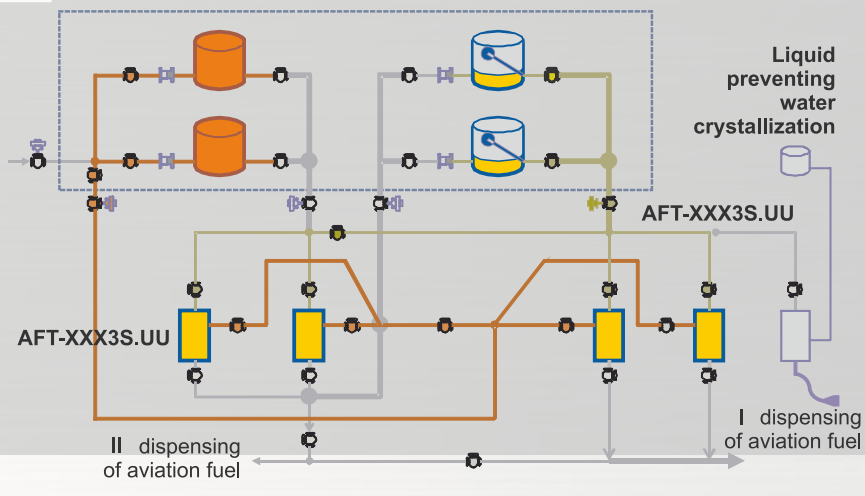 Liquid
preventing
water
crystallization
AFT-XXX3S.UU
AFT-XXX3S.UU
I dispensing
of aviation fuel
II dispensing
of aviation fuel